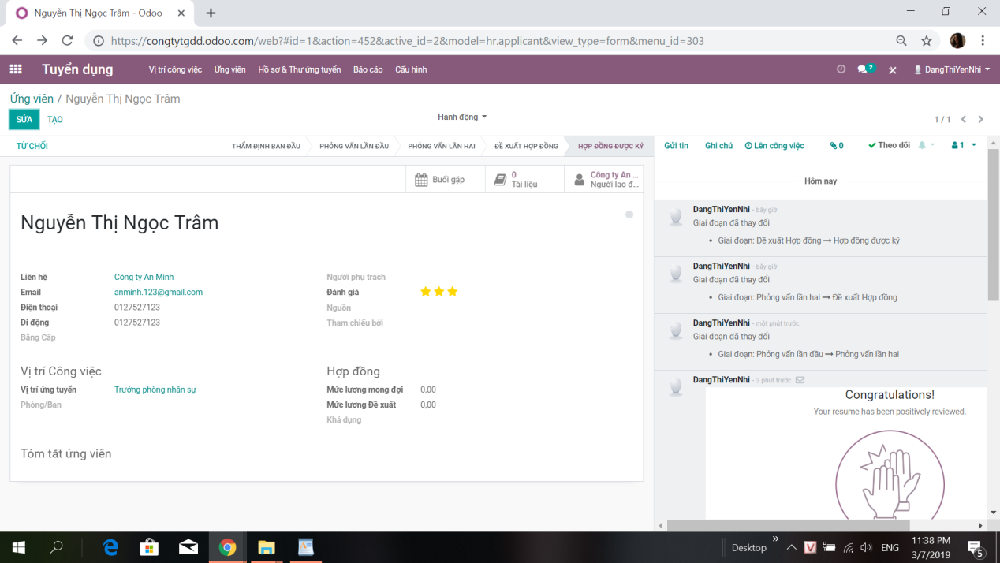 Nguyễn Thị Ngọc Trâm - Odoo
https://congtytgdd.odoo.com/web?#id=1&action=452&active_id=2&model=hr.applicant&view_type=form&menu_id=303
Tuyển dụng Vị trí công việc Ứng viên Hồ sơ & Thư ứng tuyển Báo cáo Cấu hình 2 DangThiYenNhi
Ứng viên / Nguyễn Thị Ngọc Trâm
SỬA TẠO Hành động 1 / 1
TỪ CHỐI THẨM ĐỊNH BAN ĐẦU PHỎNG VẤN LẦN ĐẦU PHỎNG VẤN LẦN HAI ĐỀ XUẤT HỢP ĐỒNG HỢP ĐỒNG ĐƯỢC KÝ
Buổi gặp
0
Tài liệu
Công ty An ...
Người lao đ...
Nguyễn Thị Ngọc Trâm
Liên hệ Công ty An Minh
Email anminh.123@gmail.com
Điện thoại 0127527123
Di động 0127527123
Bằng Cấp
Người phụ trách
Đánh giá
Nguồn
Tham chiếu bởi
Vị trí Công việc
Vị trí ứng tuyển Trưởng phòng nhân sự
Phòng/Ban
Hợp đồng
Mức lương mong đợi 0,00
Mức lương Đề xuất 0,00
Khả dụng
Tóm tắt ứng viên
Gửi tin Ghi chú Lên công việc 0 Theo dõi 1
Hôm nay
DangThiYenNhi - bây giờ
Giai đoạn đã thay đổi
• Giai đoạn: Đề xuất Hợp đồng → Hợp đồng được ký
DangThiYenNhi - bây giờ
Giai đoạn đã thay đổi
• Giai đoạn: Phỏng vấn lần hai → Đề xuất Hợp đồng
DangThiYenNhi - một phút trước
Giai đoạn đã thay đổi
• Giai đoạn: Phỏng vấn lần đầu → Phỏng vấn lần hai
DangThiYenNhi - 3 phút trước
Congratulations!
Your resume has been positively reviewed.
Desktop ENG
11:38 PM
3/7/2019
5